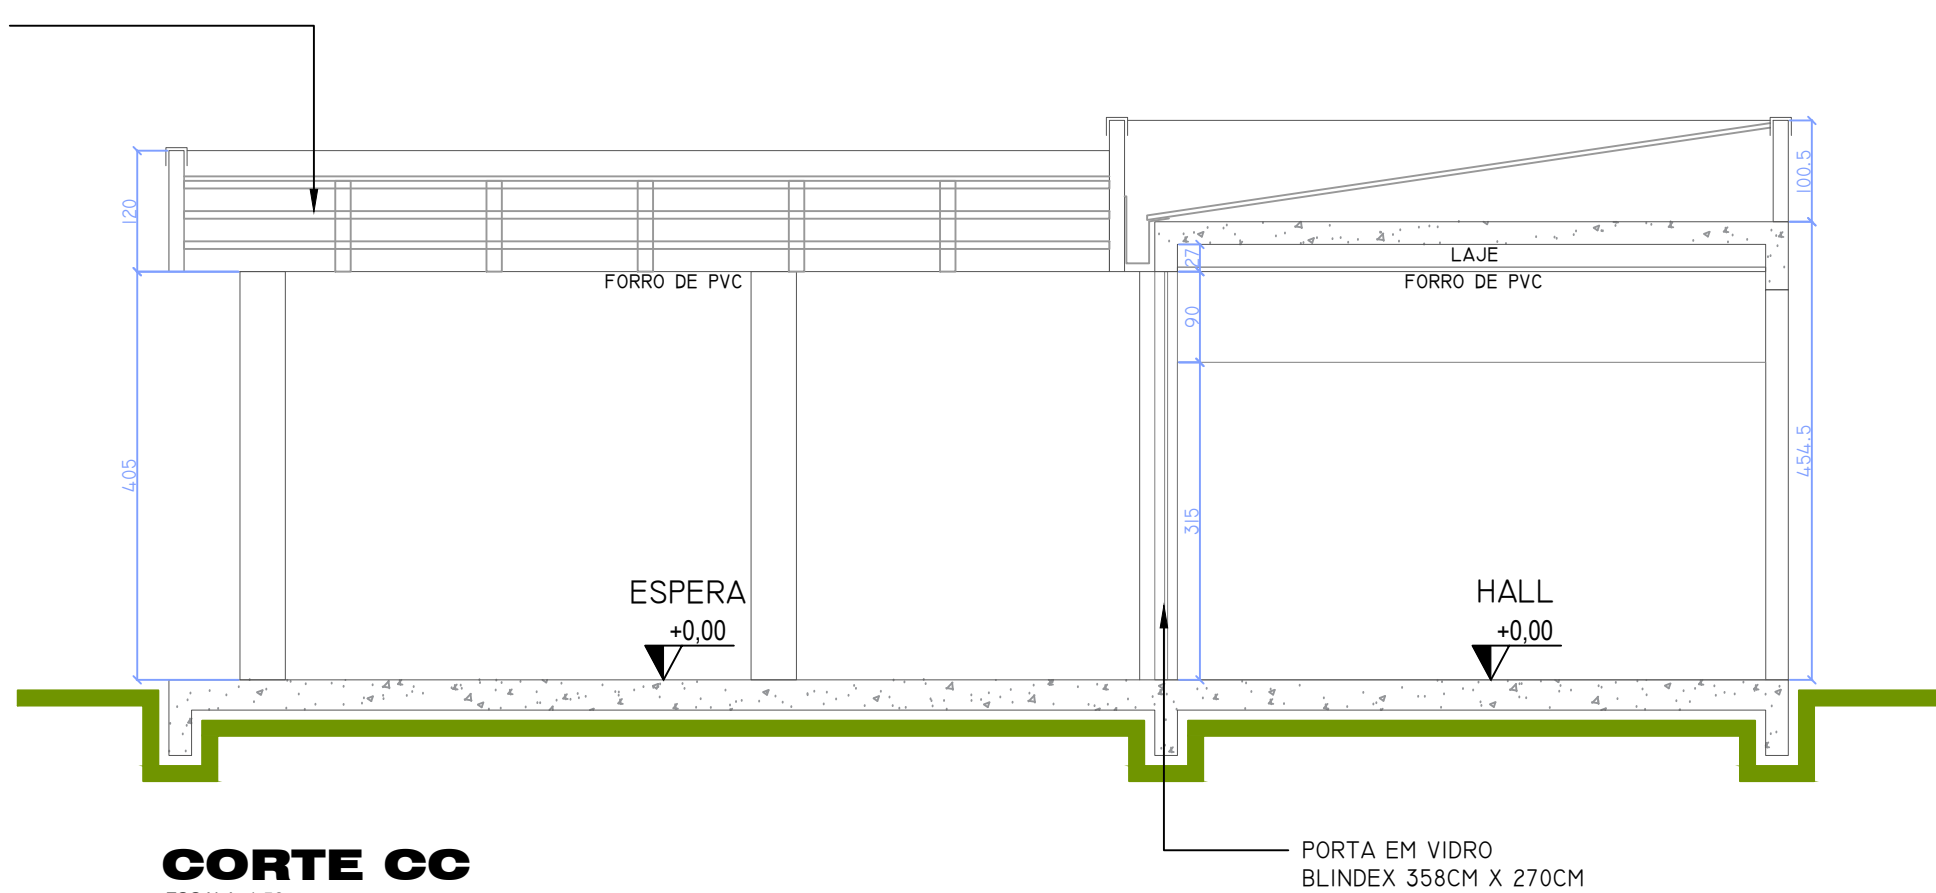 120
100.5
27
LAJE
FORRO DE PVC
FORRO DE PVC
90
405
454.5
315
ESPERA
+0,00
HALL
+0,00
PORTA EM VIDRO
BLINDEX 358CM X 270CM
CORTE CC